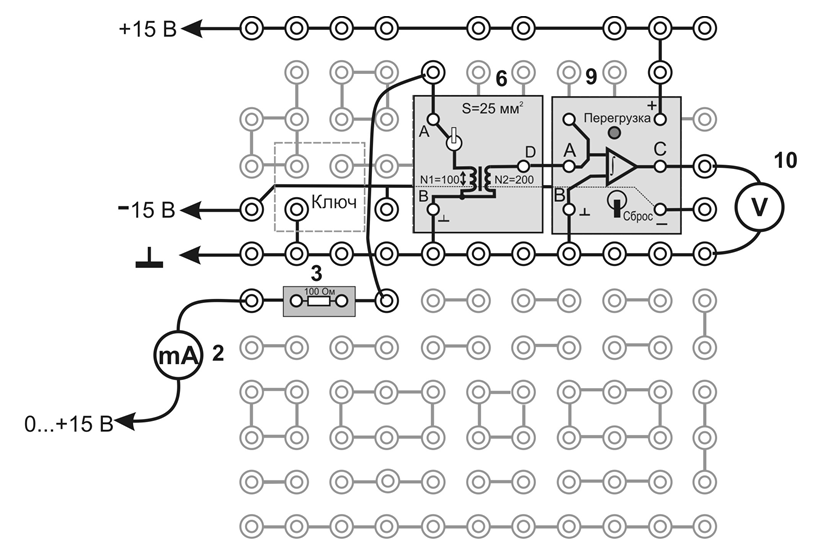 +15 В
6
9
S=25 мм²
Перегрузка
+
A
D
A
C
10
N1=100
N2=200
Ключ
-15 В
B
⊥
B
⊥
Сброс
–
V
⊥
3
100 Ом
mA
2
0...+15 В